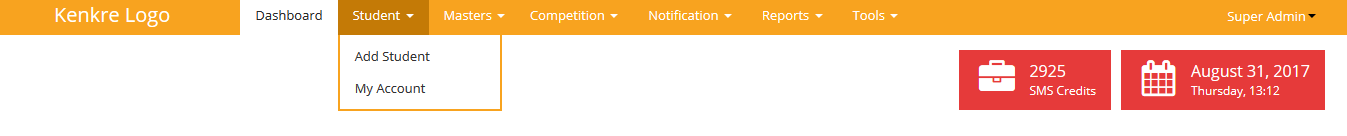 Kenkre Logo Dashboard Student Masters Competition Notification Reports Tools Super Admin
Add Student
My Account
2925
SMS Credits
August 31, 2017
Thursday, 13:12